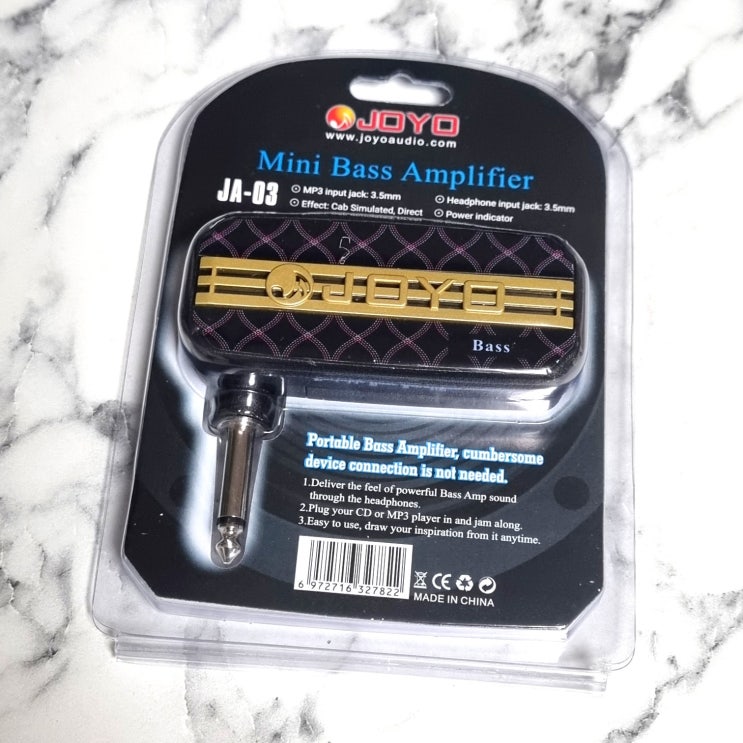 JOYO
www.joyoaudio.com
Mini Bass Amplifier
JA-03
MP3 input jack: 3.5mm
Headphone input jack: 3.5mm
Effect: Cab Simulated, Direct
Power indicator
JOYO
Bass
Portable Bass Amplifier, cumbersome
device connection is not needed.
1.Deliver the feel of powerful Bass Amp sound
through the headphones.
2.Plug your CD or MP3 player in and jam along.
3.Easy to use, draw your inspiration from it anytime.
6 972716 327822
CE
MADE IN CHINA